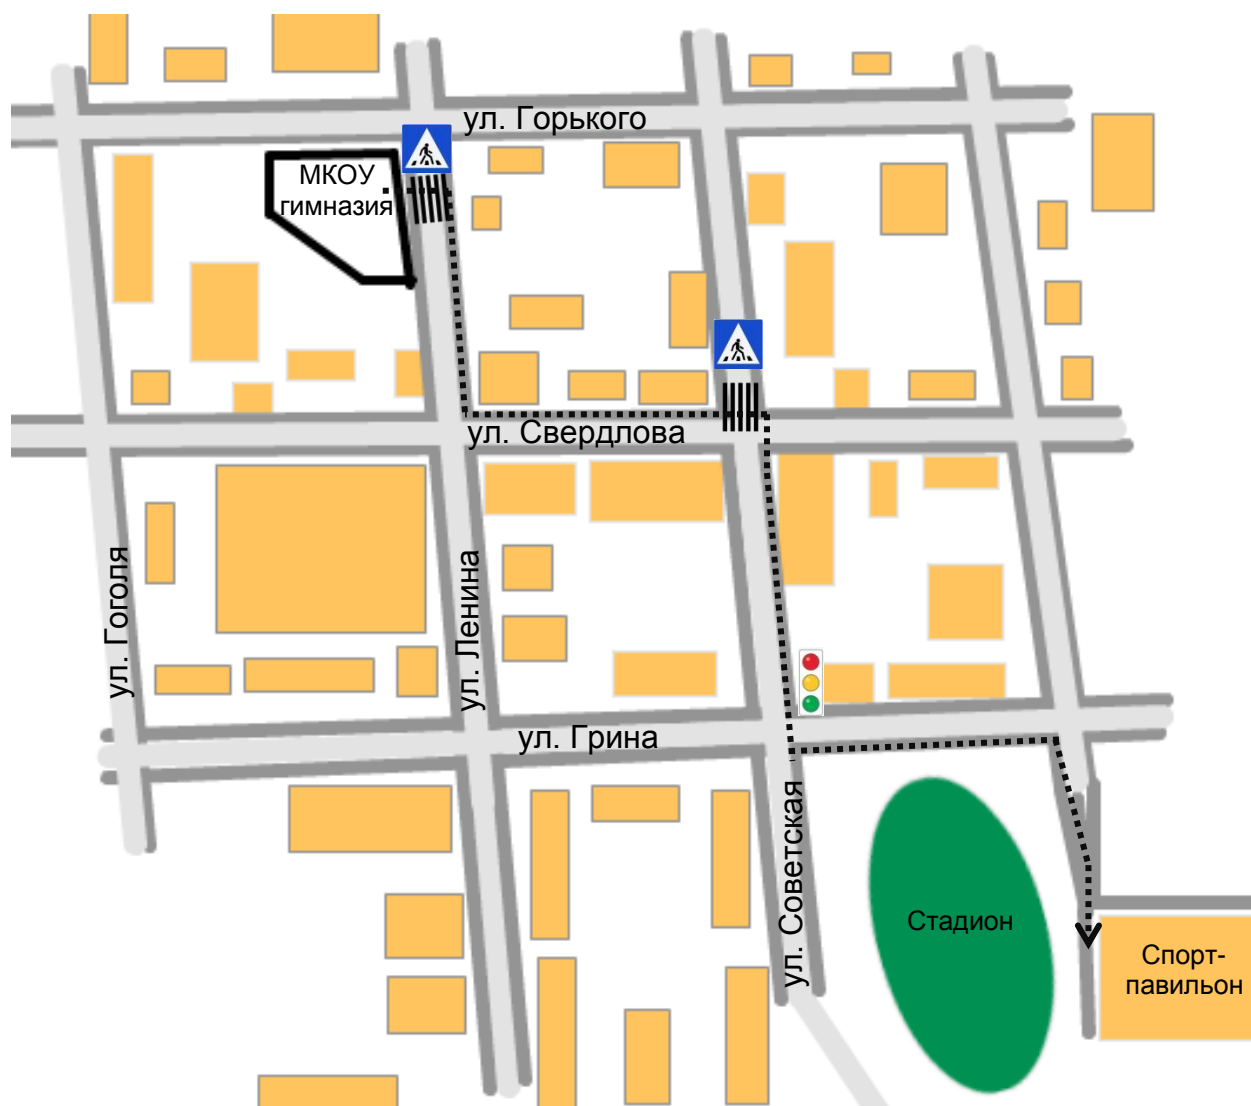 ул. Горького
МКОУ
гимназия
ул. Свердлова
ул. Гоголя
ул. Ленина
ул. Грина
ул. Советская
Стадион
Спорт-
павильон